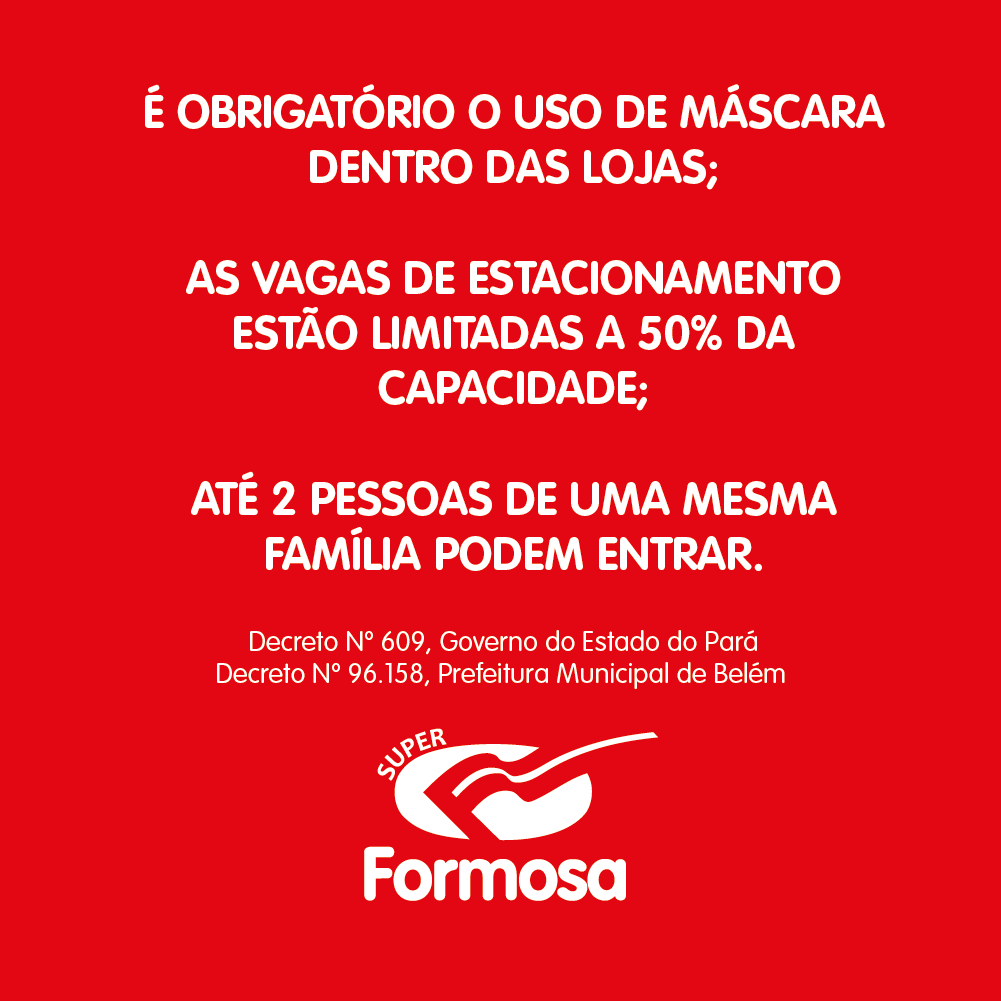 É OBRIGATÓRIO O USO DE MÁSCARA
DENTRO DAS LOJAS;
AS VAGAS DE ESTACIONAMENTO
ESTÃO LIMITADAS A 50% DA
CAPACIDADE;
ATÉ 2 PESSOAS DE UMA MESMA
FAMÍLIA PODEM ENTRAR.
Decreto Nº 609, Governo do Estado do Pará
Decreto Nº 96.158, Prefeitura Municipal de Belém
SUPER
Formosa